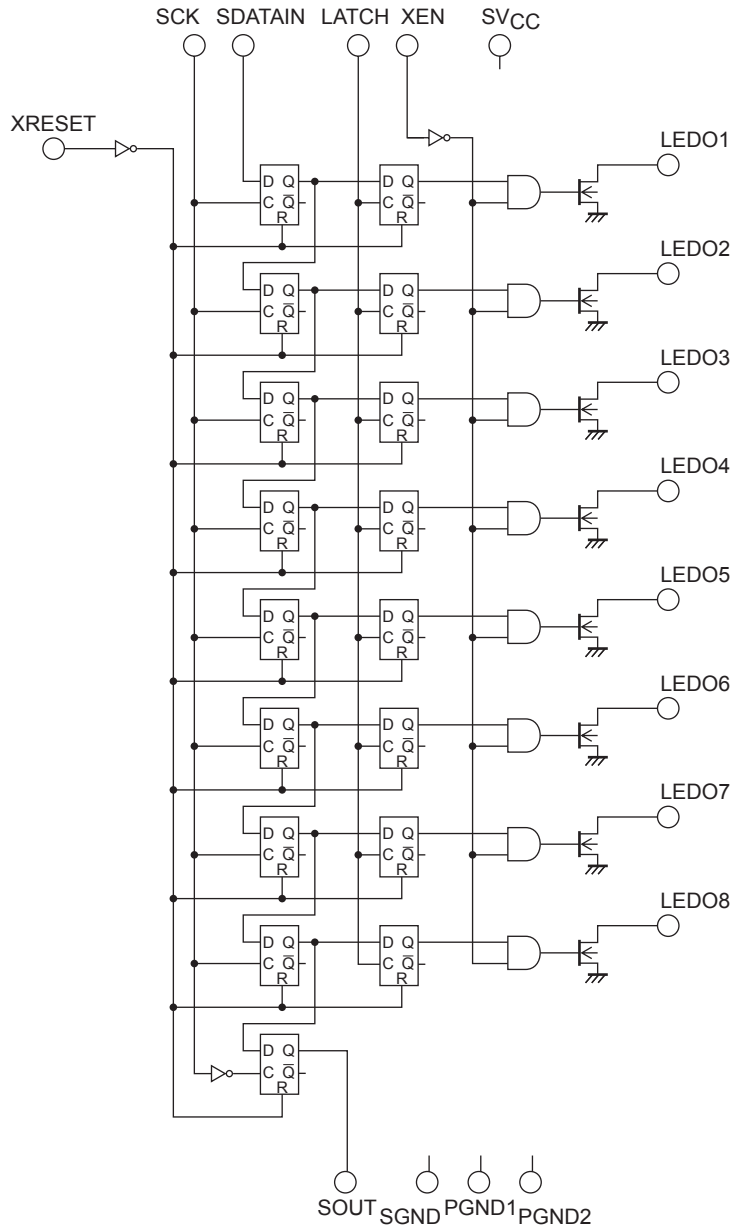 SCK SDATAIN LATCH XEN SVCC
XRESET
LEDO1
D Q D Q
C Q̅ C Q̅
R R
LEDO2
D Q D Q
C Q̅ C Q̅
R R
LEDO3
D Q D Q
C Q̅ C Q̅
R R
LEDO4
D Q D Q
C Q̅ C Q̅
R R
LEDO5
D Q D Q
C Q̅ C Q̅
R R
LEDO6
D Q D Q
C Q̅ C Q̅
R R
LEDO7
D Q D Q
C Q̅ C Q̅
R R
LEDO8
D Q D Q
C Q̅ C Q̅
R R
D Q
C Q̅
R
SOUT SGND PGND1 PGND2